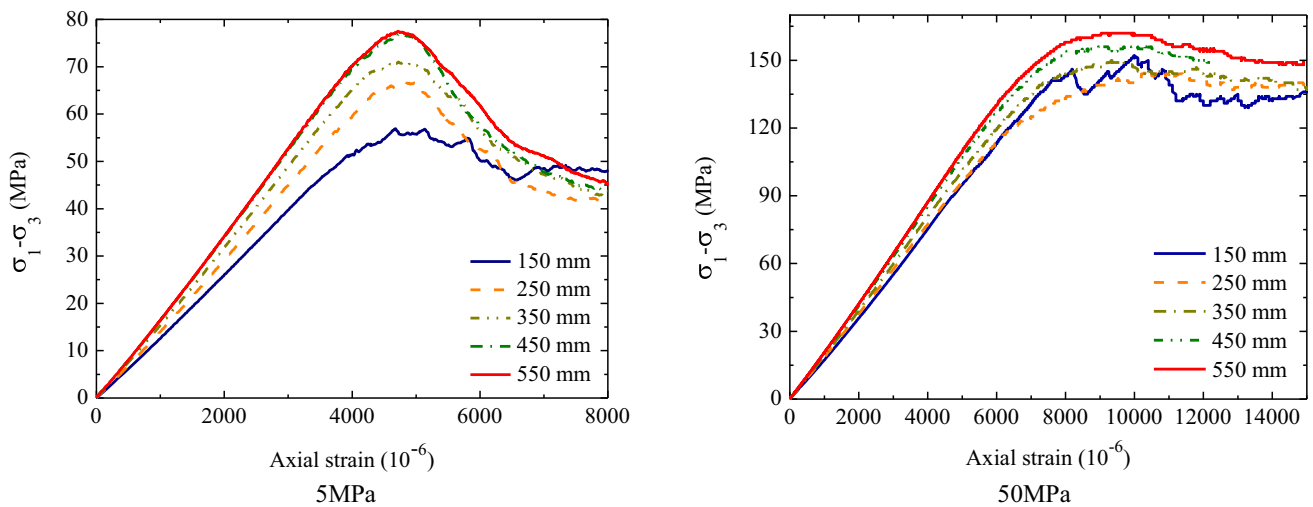 80
70
60
50
40
30
20
10
0
σ1-σ3 (MPa)
150 mm
250 mm
350 mm
450 mm
550 mm
0 2000 4000 6000 8000
Axial strain (10-6)
5MPa
150
120
90
60
30
0
σ1-σ3 (MPa)
150 mm
250 mm
350 mm
450 mm
550 mm
0 2000 4000 6000 8000 10000 12000 14000
Axial strain (10-6)
50MPa